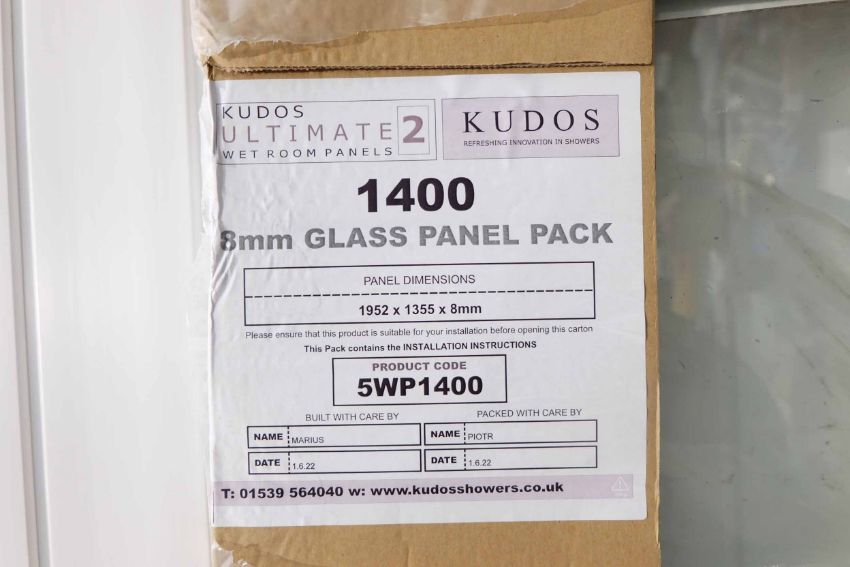 KUDOS
ULTIMATE 2
WET ROOM PANELS
KUDOS
REFRESHING INNOVATION IN SHOWERS
1400
8mm GLASS PANEL PACK
PANEL DIMENSIONS
1952 x 1355 x 8mm
Please ensure that this product is suitable for your installation before opening this carton
This Pack contains the INSTALLATION INSTRUCTIONS
PRODUCT CODE
5WP1400
BUILT WITH CARE BY
NAME MARIUS
DATE 1.6.22
PACKED WITH CARE BY
NAME PIOTR
DATE 1.6.22
T: 01539 564040 w: www.kudosshowers.co.uk